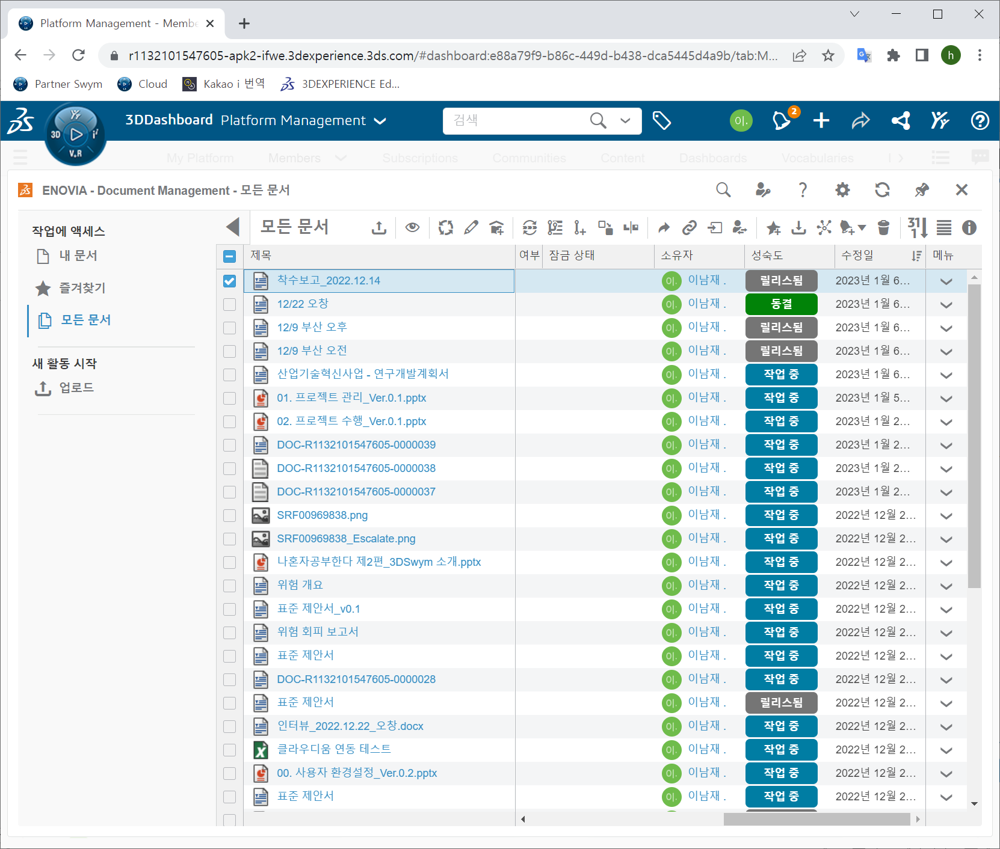 Platform Management - Membe
r1132101547605-apk2-ifwe.3dexperience.3ds.com/#dashboard:e88a79f9-b86c-449d-b438-dca5445d4a9b/tab:M...
h
Partner Swym Cloud Kakao i 번역 3DEXPERIENCE Ed...
3DDashboard Platform Management 검색 이. 2
3D V.R
My Platform Members Subscriptions Communities Content Dashboards Vocabularies
ENOVIA - Document Management - 모든 문서
작업에 액세스
내 문서
즐겨찾기
모든 문서
새 활동 시작
업로드
모든 문서
제목 여부 잠금 상태 소유자 성숙도 수정일 메뉴
착수보고_2022.12.14 이. 이남재 . 릴리스됨 2023년 1월 6...
12/22 오창 이. 이남재 . 동결 2023년 1월 6...
12/9 부산 오후 이. 이남재 . 릴리스됨 2023년 1월 6...
12/9 부산 오전 이. 이남재 . 릴리스됨 2023년 1월 6...
산업기술혁신사업 - 연구개발계획서 이. 이남재 . 작업 중 2023년 1월 6...
01. 프로젝트 관리_Ver.0.1.pptx 이. 이남재 . 작업 중 2023년 1월 5...
02. 프로젝트 수행_Ver.0.1.pptx 이. 이남재 . 작업 중 2023년 1월 2...
DOC-R1132101547605-0000039 이. 이남재 . 작업 중 2023년 1월 2...
DOC-R1132101547605-0000038 이. 이남재 . 작업 중 2023년 1월 2...
DOC-R1132101547605-0000037 이. 이남재 . 작업 중 2023년 1월 2...
SRF00969838.png 이. 이남재 . 작업 중 2022년 12월 2...
SRF00969838_Escalate.png 이. 이남재 . 작업 중 2022년 12월 2...
나혼자공부한다 제2편_3DSwym 소개.pptx 이. 이남재 . 작업 중 2022년 12월 2...
위험 개요 이. 이남재 . 작업 중 2022년 12월 2...
표준 제안서_v0.1 이. 이남재 . 작업 중 2022년 12월 2...
위험 회피 보고서 이. 이남재 . 작업 중 2022년 12월 2...
표준 제안서 이. 이남재 . 작업 중 2022년 12월 2...
DOC-R1132101547605-0000028 이. 이남재 . 작업 중 2022년 12월 2...
표준 제안서 이. 이남재 . 릴리스됨 2022년 12월 2...
인터뷰_2022.12.22_오창.docx 이. 이남재 . 작업 중 2022년 12월 2...
클라우디움 연동 테스트 이. 이남재 . 작업 중 2022년 12월 2...
00. 사용자 환경설정_Ver.0.2.pptx 이. 이남재 . 작업 중 2022년 12월 2...
표준 제안서 이. 이남재 . 작업 중 2022년 12월 2...